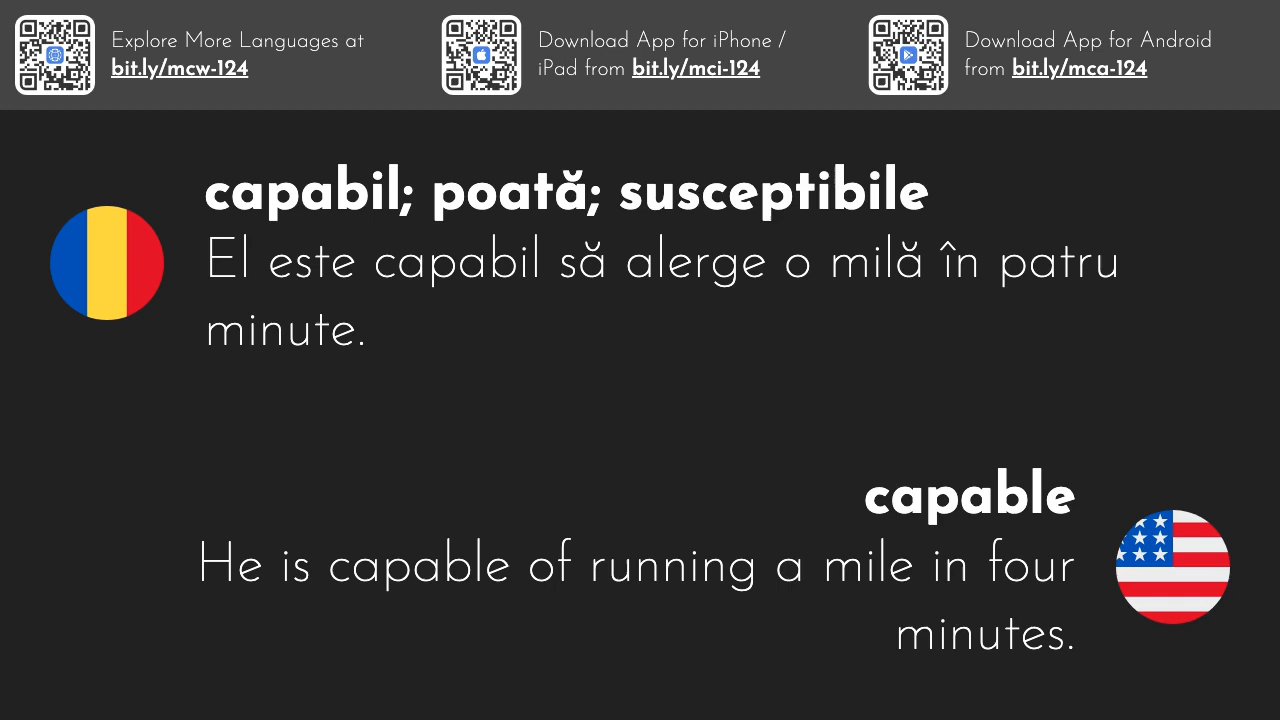 Explore More Languages at
bit.ly/mcw-124
Download App for iPhone /
iPad from bit.ly/mci-124
Download App for Android
from bit.ly/mca-124
capabil; poată; susceptibile
El este capabil să alerge o milă în patru
minute.
capable
He is capable of running a mile in four
minutes.